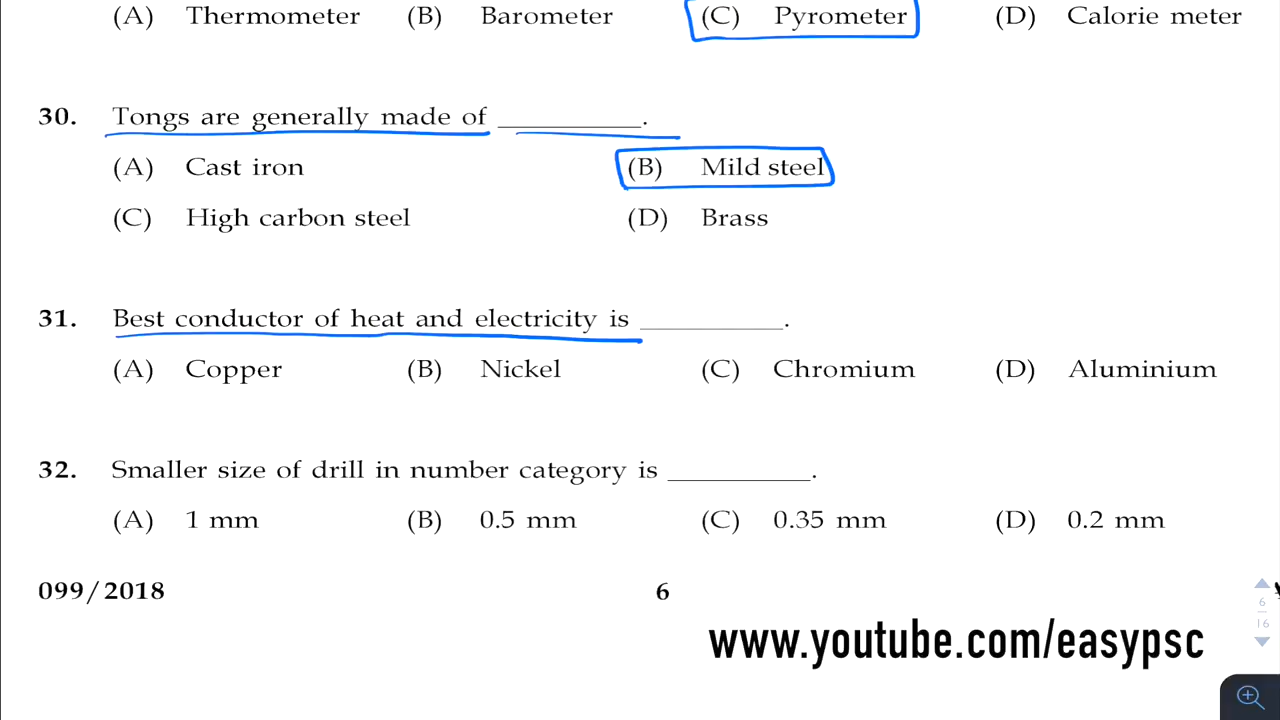 (A) Thermometer (B) Barometer (C) Pyrometer (D) Calorie meter
30. Tongs are generally made of __________.
(A) Cast iron (B) Mild steel
(C) High carbon steel (D) Brass
31. Best conductor of heat and electricity is __________.
(A) Copper (B) Nickel (C) Chromium (D) Aluminium
32. Smaller size of drill in number category is __________.
(A) 1 mm (B) 0.5 mm (C) 0.35 mm (D) 0.2 mm
099/2018 6
6
16
www.youtube.com/easypsc